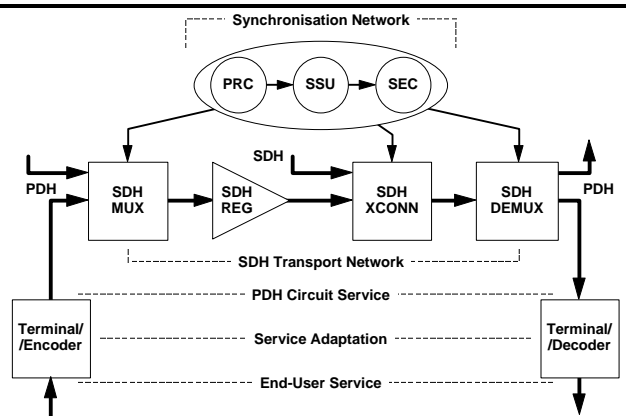 Synchronisation Network
PRC
SSU
SEC
SDH
PDH
SDH
MUX
SDH
REG
SDH
XCONN
SDH
DEMUX
PDH
SDH Transport Network
PDH Circuit Service
Terminal/
/Encoder
Service Adaptation
Terminal/
/Decoder
End-User Service